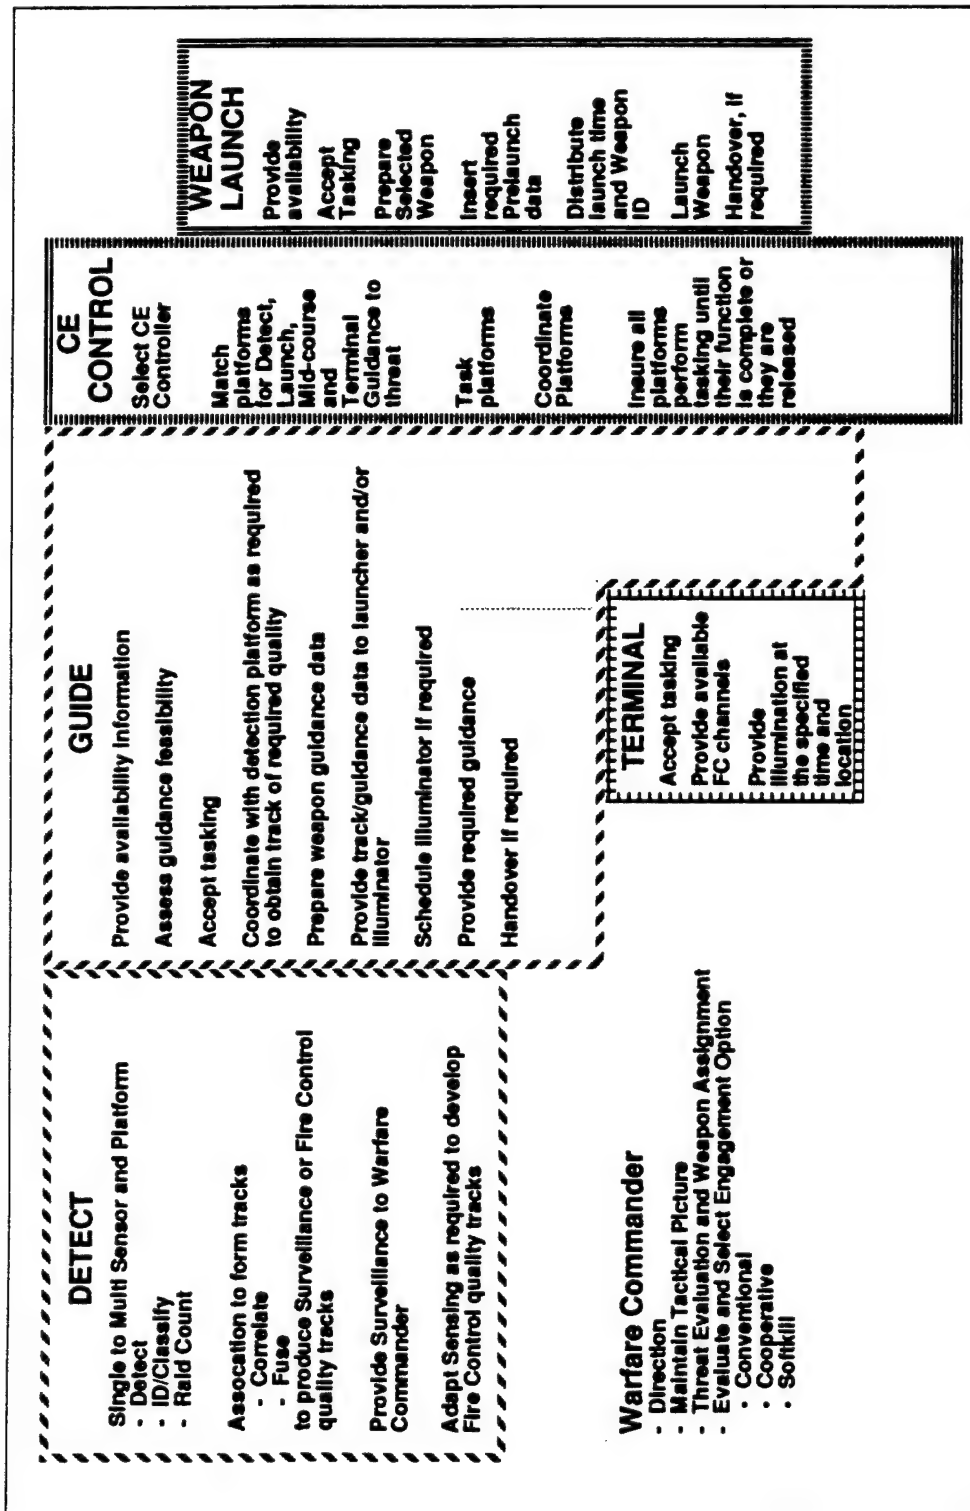 DETECT
Single to Multi Sensor and Platform
- Detect
- ID/Classify
- Raid Count
Assocation to form tracks
- Correlate
- Fuse
to produce Surveillance or Fire Control
quality tracks
Provide Surveillance to Warfare
Commander
Adapt Sensing as required to develop
Fire Control quality tracks
GUIDE
Provide availability information
Assess guidance feasibility
Accept tasking
Coordinate with detection platform as required
to obtain track of required quality
Prepare weapon guidance data
Provide track/guidance data to launcher and/or
illuminator
Schedule illuminator if required
Provide required guidance
Handover if required
CE
CONTROL
Select CE
Controller
Match
platforms
for Detect,
Launch,
Mid-course
and
Terminal
Guidance to
threat
Task
platforms
Coordinate
Platforms
Insure all
platforms
perform
tasking until
their function
is complete or
they are
released
WEAPON
LAUNCH
Provide
availability
Accept
Tasking
Prepare
Selected
Weapon
Insert
required
Prelaunch
data
Distribute
launch time
and Weapon
ID
Launch
Weapon
Handover, if
required
TERMINAL
Accept tasking
Provide available
FC channels
Provide
illumination at
the specified
time and
location
Warfare Commander
- Direction
- Maintain Tactical Picture
- Threat Evaluation and Weapon Assignment
- Evaluate and Select Engagement Option
• Conventional
• Cooperative
• Softkill